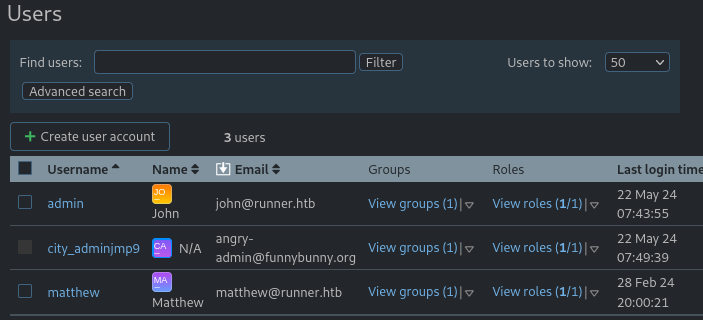 Users
Find users: Filter Users to show: 50
Advanced search
+ Create user account 3 users
Username Name Email Groups Roles Last login time
JO
admin John john@runner.htb View groups (1) View roles (1/1) 22 May 24 07:43:55
CA
city_adminjmp9 N/A angry-admin@funnybunny.org View groups (1) View roles (1/1) 22 May 24 07:49:39
MA
matthew Matthew matthew@runner.htb View groups (1) View roles (1/1) 28 Feb 24 20:00:21